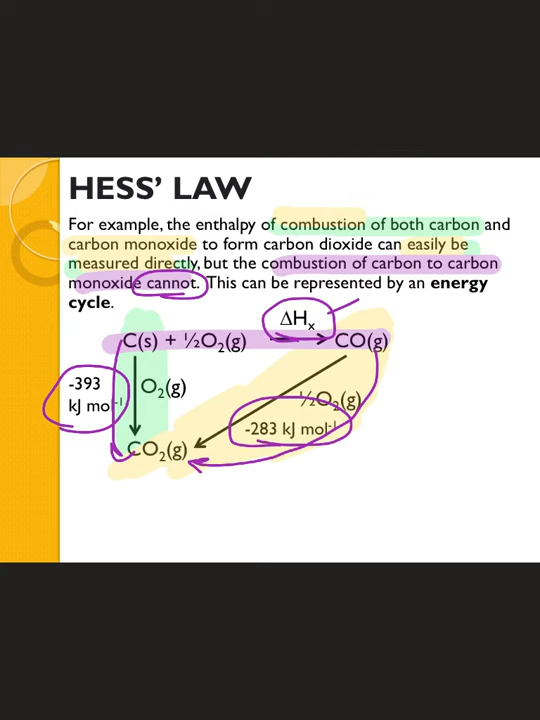 HESS' LAW
For example, the enthalpy of combustion of both carbon and
carbon monoxide to form carbon dioxide can easily be
measured directly, but the combustion of carbon to carbon
monoxide cannot. This can be represented by an energy
cycle.
ΔHₓ
C(s) + ½O₂(g) CO(g)
-393
kJ mol⁻¹
O₂(g)
½O₂(g)
-283 kJ mol⁻¹
CO₂(g)